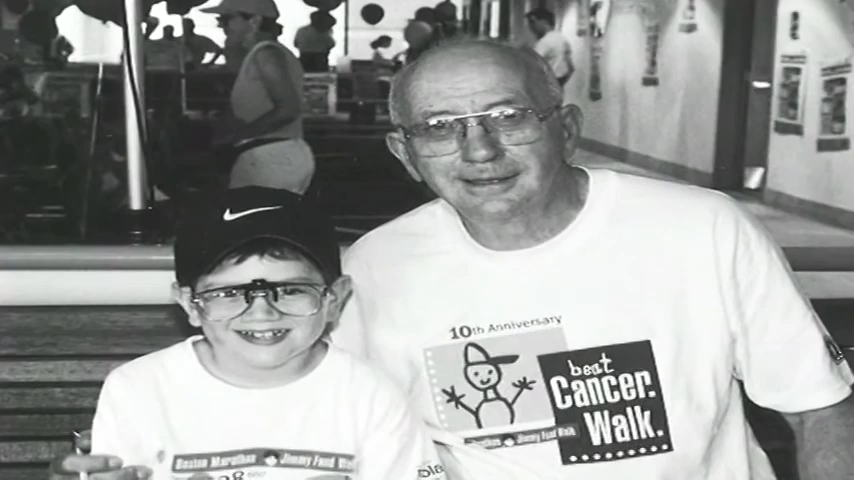 10th Anniversary
beat
Cancer.
Walk.
Jimmy Fund Walk
Boston Marathon Jimmy Fund Walk